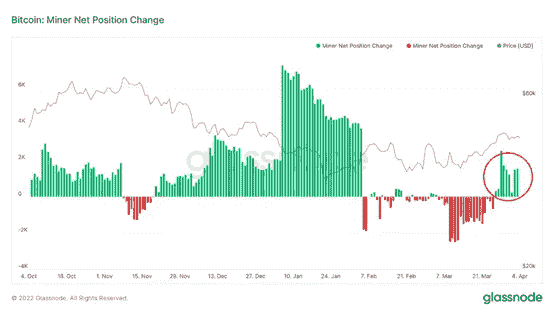 Bitcoin: Miner Net Position Change
Miner Net Position Change Miner Net Position Change Price [USD]
6K $60k
4K
2K
0
-2K
-4K $20k
glassnode
4. Oct 18. Oct 1. Nov 15. Nov 29. Nov 13. Dec 27. Dec 10. Jan 24. Jan 7. Feb 21. Feb 7. Mar 21. Mar 4. Apr
© 2022 Glassnode. All Rights Reserved. glassnode